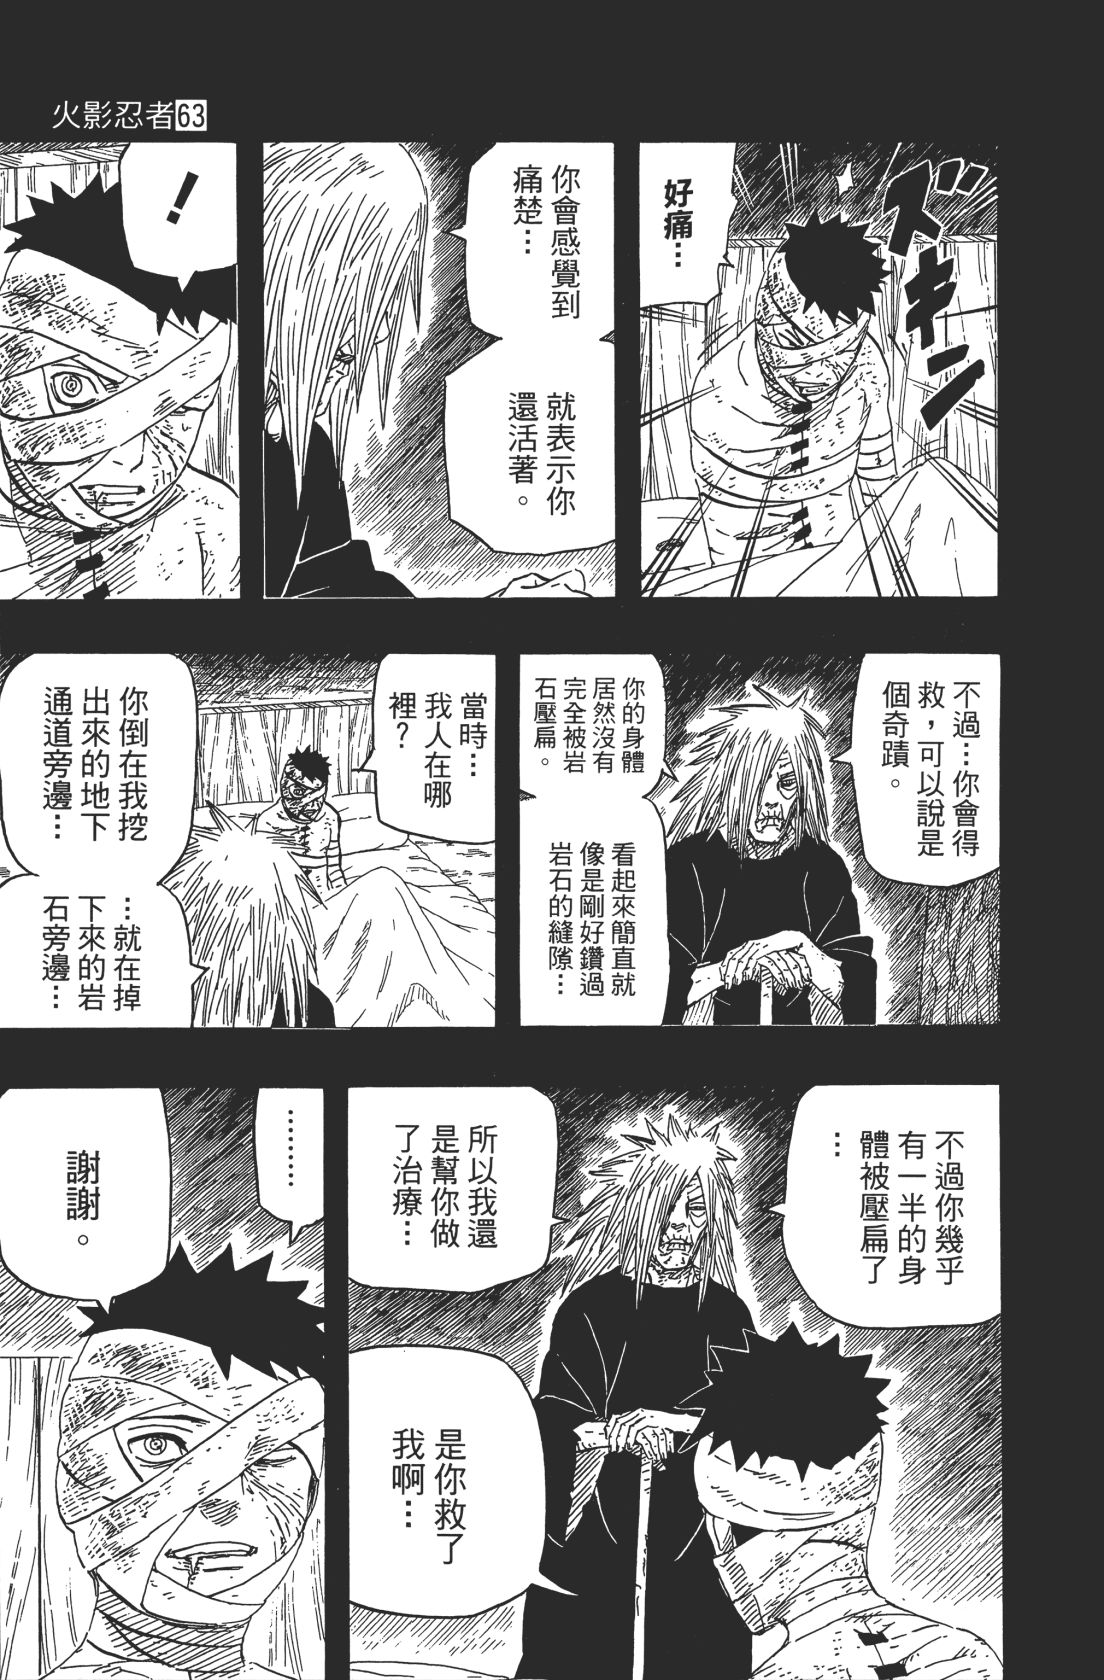 火影忍者63
ズキン
好痛…
你會感覺到
痛楚…
就表示你
還活著。
！
不過…你會得
救，可以說是
個奇蹟。
你的身體
居然沒有
完全被岩
石壓扁。
看起來簡直就
像是剛好鑽過
岩石的縫隙…
當時…
我人在哪
裡？
你倒在我挖
出來的地下
通道旁邊…
…就在掉
下來的岩
石旁邊…
不過你幾乎
有一半的身
體被壓扁了
…
所以我還
是幫你做
了治療…
是你救了
我啊…
………
謝謝。